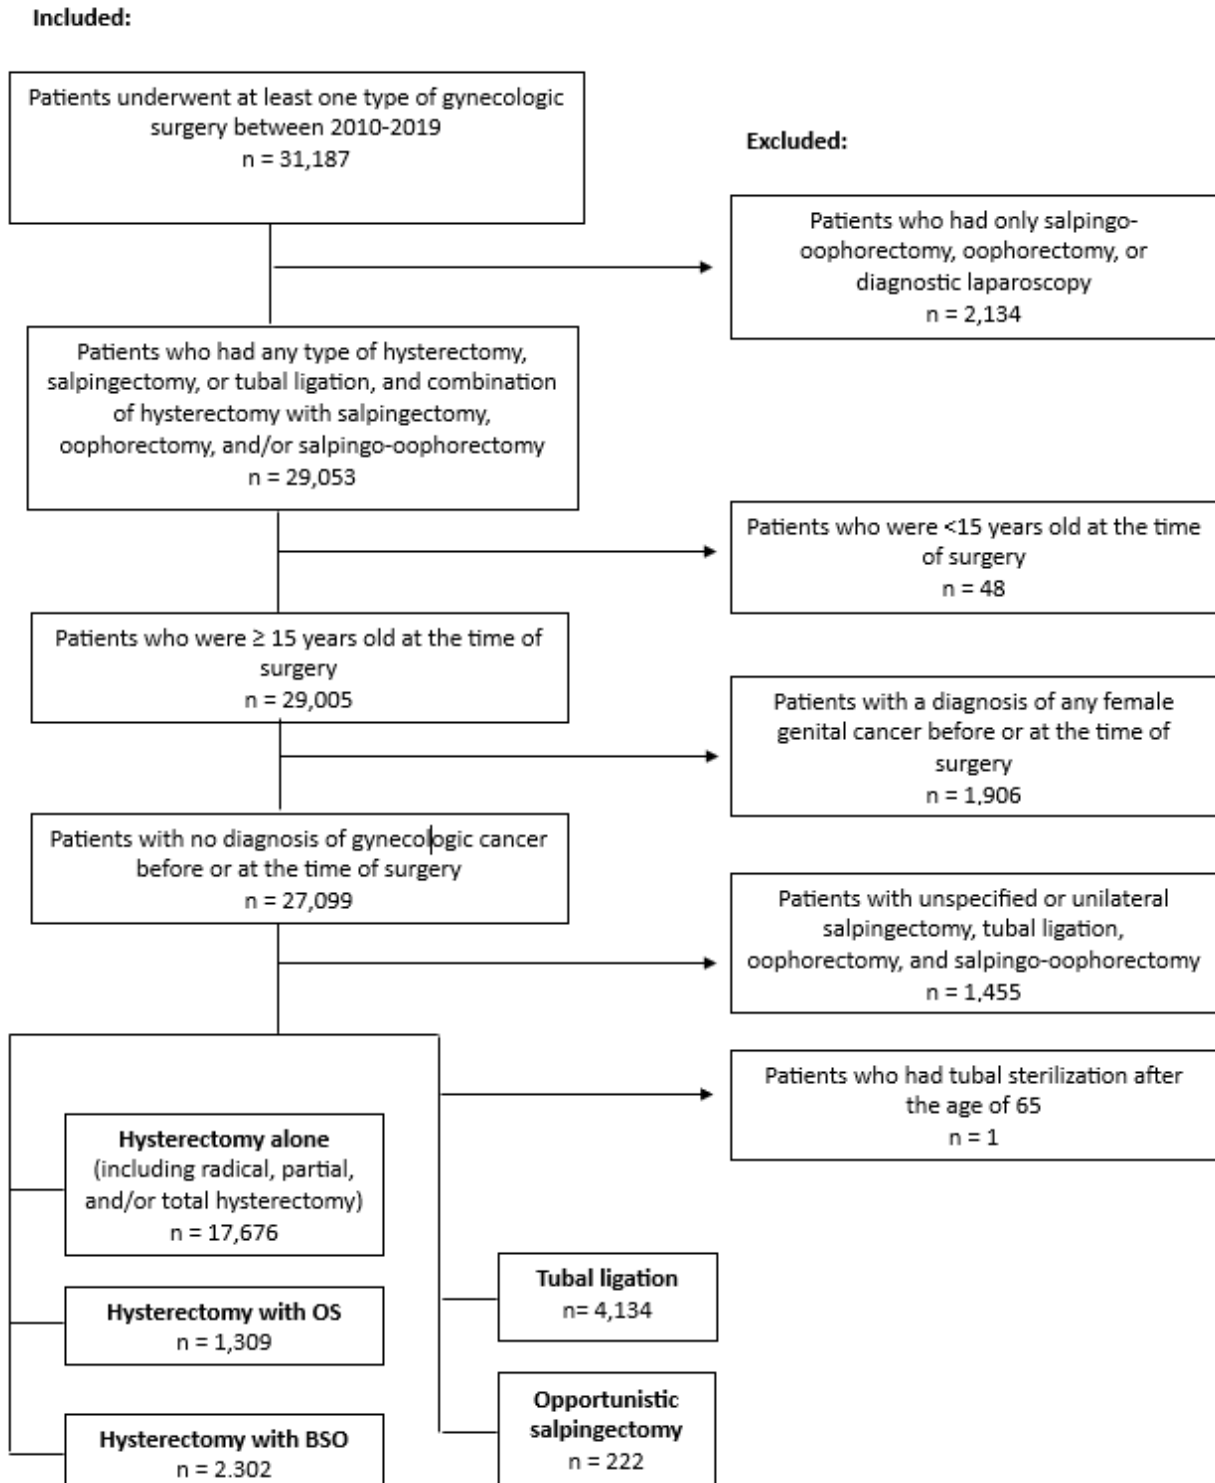 Included:
Patients underwent at least one type of gynecologic
surgery between 2010-2019
n = 31,187
Excluded:
Patients who had only salpingo-
oophorectomy, oophorectomy, or
diagnostic laparoscopy
n = 2,134
Patients who had any type of hysterectomy,
salpingectomy, or tubal ligation, and combination
of hysterectomy with salpingectomy,
oophorectomy, and/or salpingo-oophorectomy
n = 29,053
Patients who were <15 years old at the time
of surgery
n = 48
Patients who were ≥ 15 years old at the time of
surgery
n = 29,005
Patients with a diagnosis of any female
genital cancer before or at the time of
surgery
n = 1,906
Patients with no diagnosis of gynecologic cancer
before or at the time of surgery
n = 27,099
Patients with unspecified or unilateral
salpingectomy, tubal ligation,
oophorectomy, and salpingo-oophorectomy
n = 1,455
Patients who had tubal sterilization after
the age of 65
n = 1
Hysterectomy alone
(including radical, partial,
and/or total hysterectomy)
n = 17,676
Hysterectomy with OS
n = 1,309
Hysterectomy with BSO
n = 2.302
Tubal ligation
n= 4,134
Opportunistic
salpingectomy
n = 222